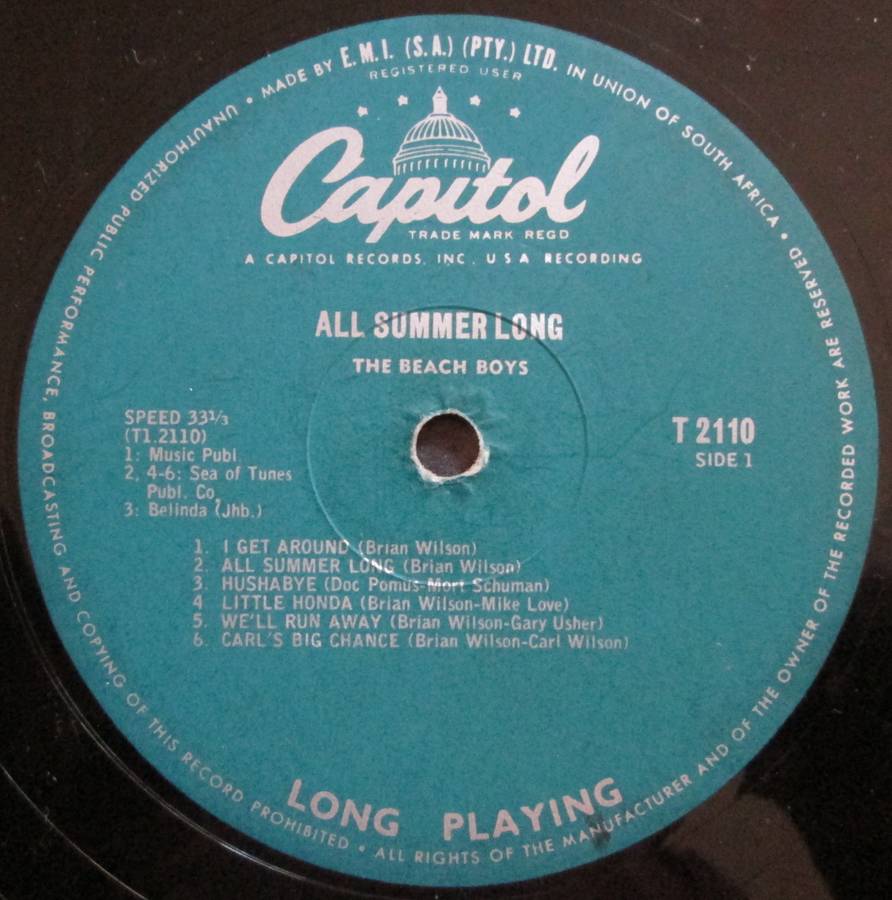 MADE BY E.M.I. (S.A.) (PTY.) LTD. IN UNION OF SOUTH AFRICA •
REGISTERED USER
Capitol
TRADE MARK REGD
A CAPITOL RECORDS, INC. U S A RECORDING
ALL SUMMER LONG
THE BEACH BOYS
SPEED 33⅓
(T1.2110)
1: Music Publ.
2, 4-6: Sea of Tunes
Publ. Co.
3: Belinda (Jhb.)
T 2110
SIDE 1
1. I GET AROUND (Brian Wilson)
2. ALL SUMMER LONG (Brian Wilson)
3. HUSHABYE (Doc Pomus-Mort Schuman)
4. LITTLE HONDA (Brian Wilson-Mike Love)
5. WE'LL RUN AWAY (Brian Wilson-Gary Usher)
6. CARL'S BIG CHANCE (Brian Wilson-Carl Wilson)
LONG PLAYING
ALL RIGHTS OF THE MANUFACTURER AND OF THE OWNER OF THE RECORDED WORK ARE RESERVED •
UNAUTHORIZED PUBLIC PERFORMANCE, BROADCASTING AND COPYING OF THIS RECORD PROHIBITED •